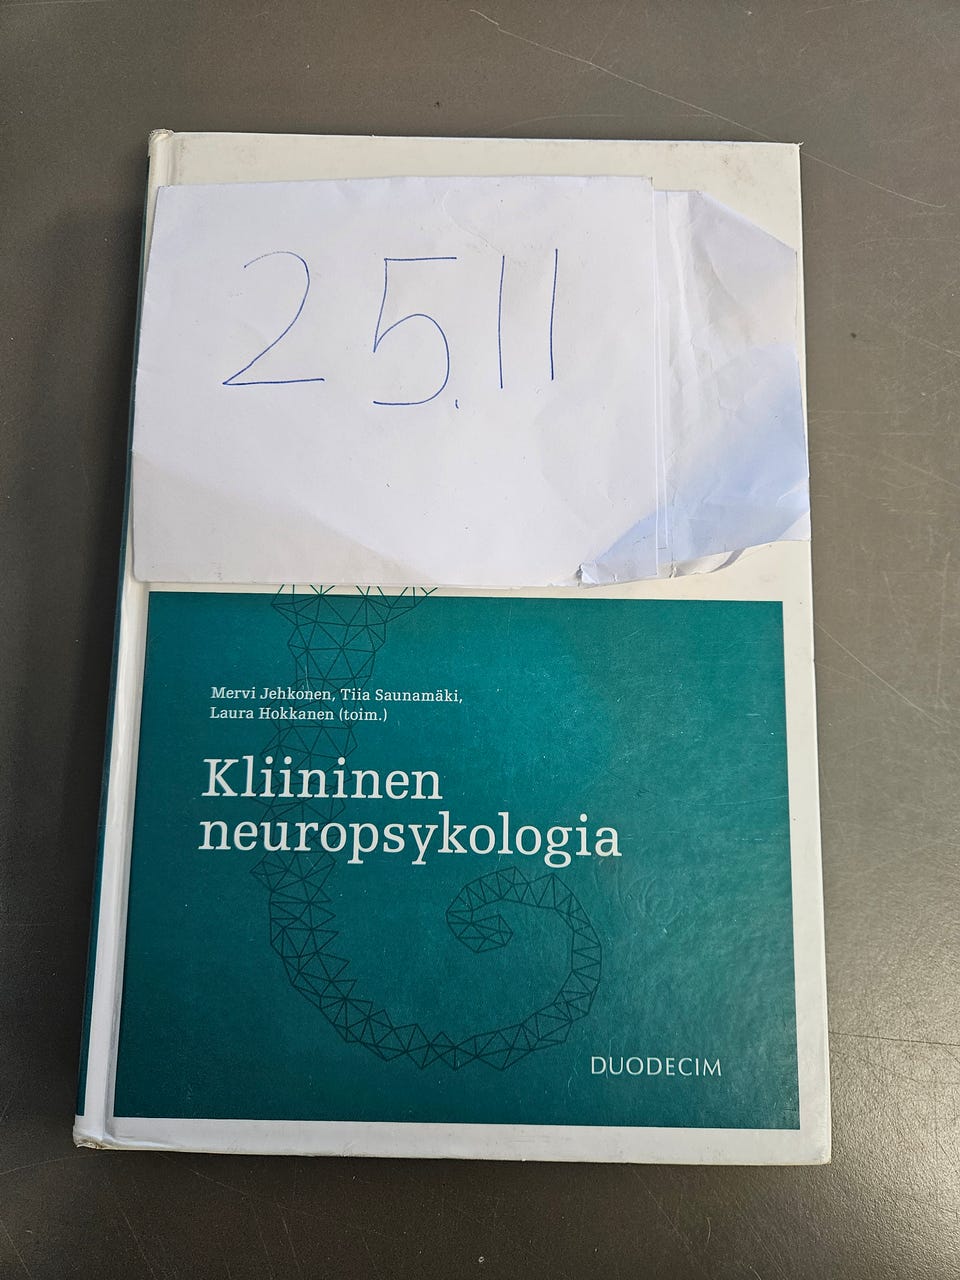 25.11
Mervi Jehkonen, Tiia Saunamäki,
Laura Hokkanen (toim.)
Kliininen
neuropsykologia
DUODECIM